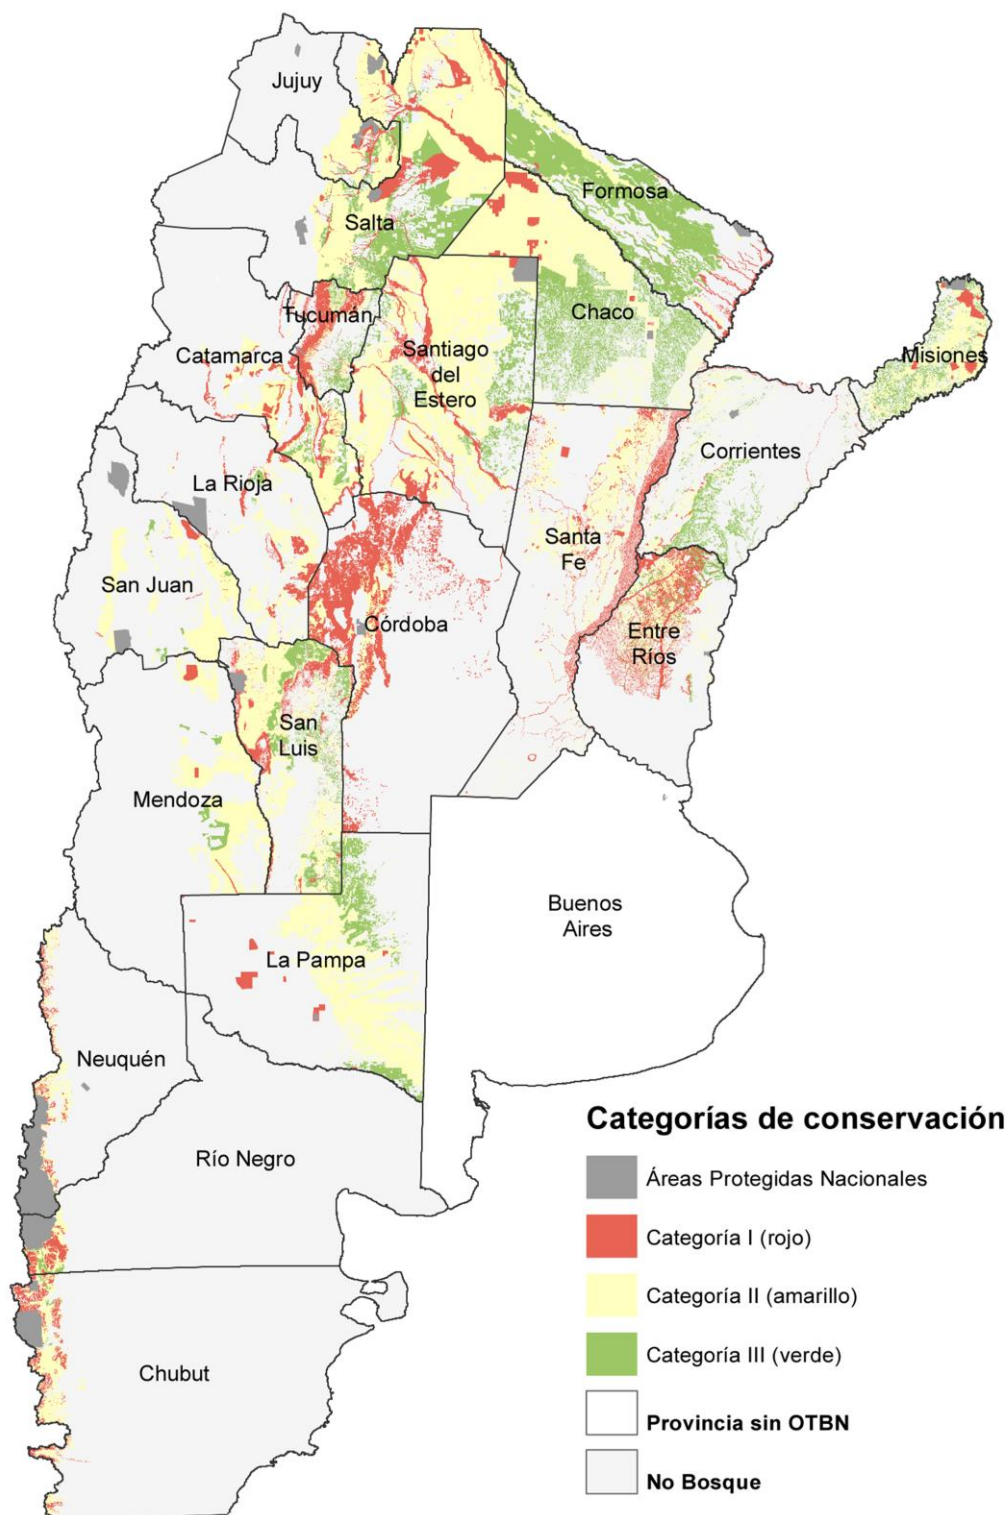 Jujuy
Formosa
Salta
Chaco
Tucumán
Misiones
Catamarca
Santiago
del
Estero
Corrientes
La Rioja
Santa
Fe
San Juan
Córdoba
Entre
Ríos
San
Luis
Mendoza
Buenos
Aires
La Pampa
Neuquén
Río Negro
Chubut
Categorías de conservación
Áreas Protegidas Nacionales
Categoría I (rojo)
Categoría II (amarillo)
Categoría III (verde)
Provincia sin OTBN
No Bosque